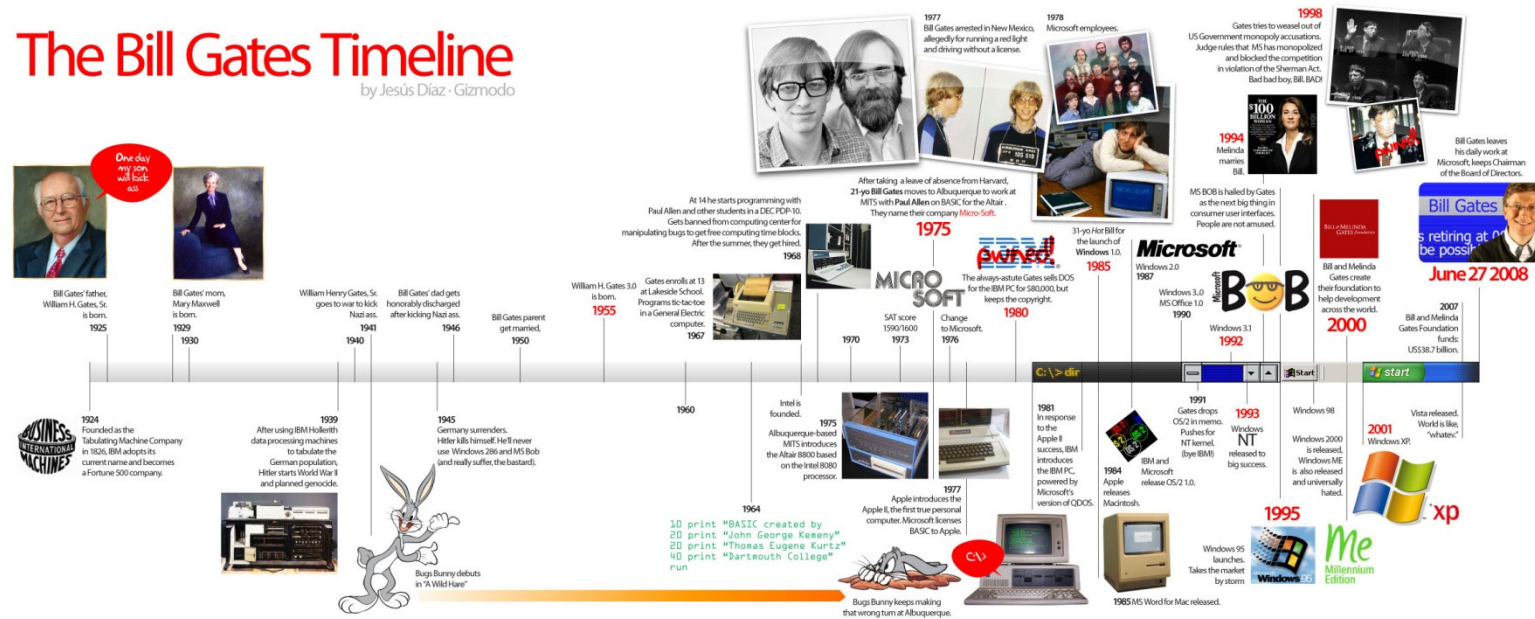 The Bill Gates Timeline
by Jesús Díaz · Gizmodo
One day
my son
will kick
ass
Bill Gates' father,
William H. Gates, Sr.
is born.
1925
Bill Gates' mom,
Mary Maxwell
is born.
1929
1930
William Henry Gates, Sr.
goes to war to kick
Nazi ass.
1941
1940
Bill Gates' dad gets
honorably discharged
after kicking Nazi ass.
1946
Bill Gates' parent
get married,
1950
William H. Gates 3.0
is born.
1955
Gates enrolls at 13
at Lakeside School.
Programs tic-tac-toe
in a General Electric
computer.
1967
At 14 he starts programming with
Paul Allen and other students in a DEC PDP-10.
Gets banned from computing center for
manipulating bugs to get free computing time blocks.
After the summer, they get hired.
1968
1970
SAT score
1590/1600
1973
1977
Bill Gates arrested in New Mexico,
allegedly for running a red light
and driving without a license.
1978
Microsoft employees.
After taking a leave of absence from Harvard,
21-yo Bill Gates moves to Albuquerque to work at
MITS with Paul Allen on BASIC for the Altair.
They name their company Micro-Soft.
1975
MICRO
SOFT
Change
to Microsoft.
1976
IBM
pwned!
The always-astute Gates sells DOS
for the IBM PC for $80,000, but
keeps the copyright.
1980
31-yo Hot Bill for
the launch of
Windows 1.0.
1985
Microsoft
Windows 2.0
1987
Windows 3..0
MS Office 1.0
1990
Windows 3.1
1992
1994
Melinda
marries
Bill.
THE
$100
BILLION
WOMAN
MS BOB is hailed by Gates
as the next big thing in
consumer user interfaces.
People are not amused.
Microsoft
BOB
1998
Gates tries to weasel out of
US Government monopoly accusations.
Judge rules that MS has monopolized
and blocked the competition
in violation of the Sherman Act.
Bad bad boy, Bill. BAD!
pwned!
BILL & MELINDA
GATES foundation
Bill and Melinda
Gates create
their foundation to
help development
across the world.
2000
Bill Gates leaves
his daily work at
Microsoft, keeps Chairman
of the Board of Directors.
Bill Gates
s retiring at
be possi
June 27 2008
2007
Bill and Melinda
Gates Foundation
funds:
US$38.7 billion.
C:\> dir
Start
start
BUSINESS
INTERNATIONAL
MACHINES
1924
Founded as the
Tabulating Machine Company
in 1826, IBM adopts its
current name and becomes
a Fortune 500 company.
1939
After using IBM Hollerith
data processing machines
to tabulate the
German population,
Hitler starts World War II
and planned genocide.
1945
Germany surrenders.
Hitler kills himself. He'll never
use Windows 286 and MS Bob
(and really suffer, the bastard).
Bugs Bunny debuts
in "A Wild Hare"
1960
1964
10 print "BASIC created by
20 print "John George Kemeny"
20 print "Thomas Eugene Kurtz"
40 print "Dartmouth College"
run
Intel is
founded.
1975
Albuquerque-based
MITS introduces
the Altair 8800 based
on the Intel 8080
processor.
1977
Apple introduces the
Apple II, the first true personal
computer. Microsoft licenses
BASIC to Apple.
C:\>
Bugs Bunny keeps making
that wrong turn at Albuquerque.
1981
In response
to the
Apple II
success, IBM
introduces
the IBM PC,
powered by
Microsoft's
version of QDOS.
1984
Apple
releases
Macintosh.
1985 MS Word for Mac released.
OS/2
IBM and
Microsoft
release OS/2 1.0.
1991
Gates drops
OS/2 in memo.
Pushes for
NT kernel.
(bye IBM!)
1993
Windows
NT
released to
big success.
1995
Windows 95
launches.
Takes the market
by storm
Windows 95
Windows 98
Windows 2000
is released,
Windows ME
is also released
and universally
hated.
Me
Millennium
Edition
2001
Windows XP.
xp
Vista released.
World is like,
"whatev."